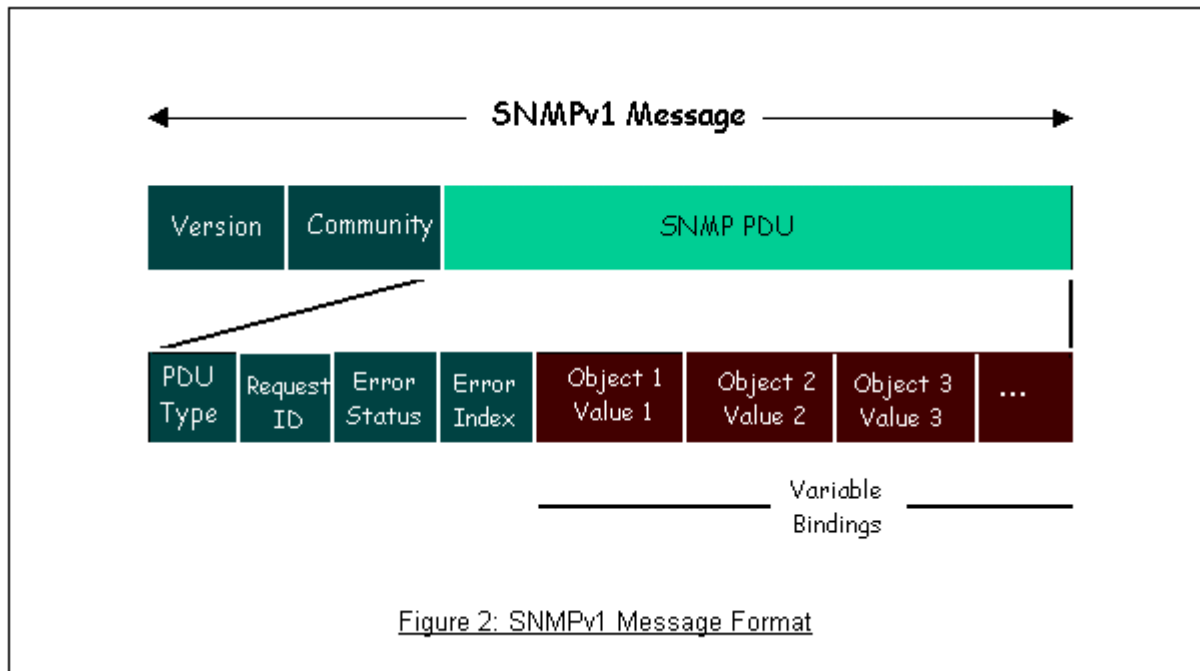 SNMPv1 Message
Version
Community
SNMP PDU
PDU
Type
Request
ID
Error
Status
Error
Index
Object 1
Value 1
Object 2
Value 2
Object 3
Value 3
...
Variable
Bindings
Figure 2: SNMPv1 Message Format